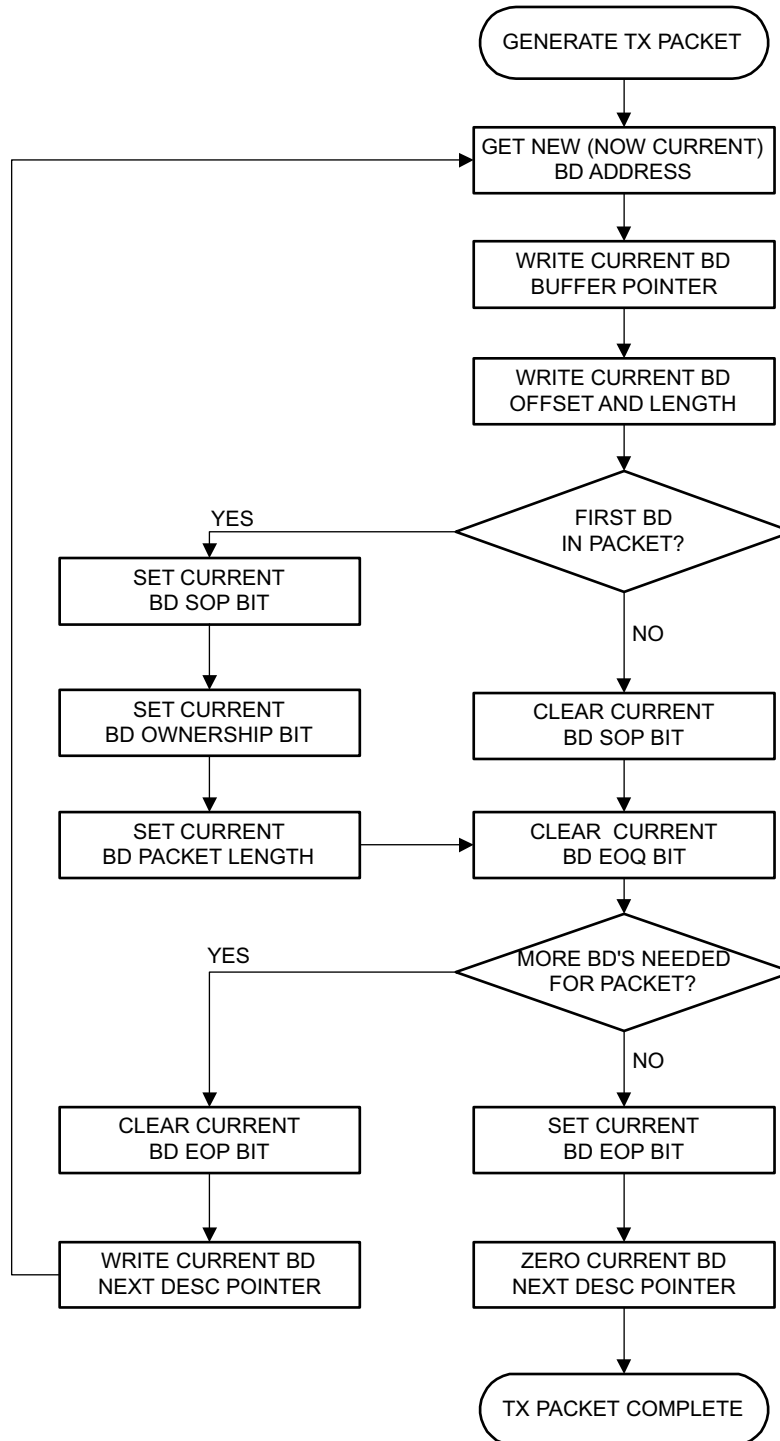 GENERATE TX PACKET
GET NEW (NOW CURRENT)
BD ADDRESS
WRITE CURRENT BD
BUFFER POINTER
WRITE CURRENT BD
OFFSET AND LENGTH
FIRST BD
IN PACKET?
YES
NO
SET CURRENT
BD SOP BIT
SET CURRENT
BD OWNERSHIP BIT
SET CURRENT
BD PACKET LENGTH
CLEAR CURRENT
BD SOP BIT
CLEAR CURRENT
BD EOQ BIT
MORE BD'S NEEDED
FOR PACKET?
YES
NO
CLEAR CURRENT
BD EOP BIT
WRITE CURRENT BD
NEXT DESC POINTER
SET CURRENT
BD EOP BIT
ZERO CURRENT BD
NEXT DESC POINTER
TX PACKET COMPLETE